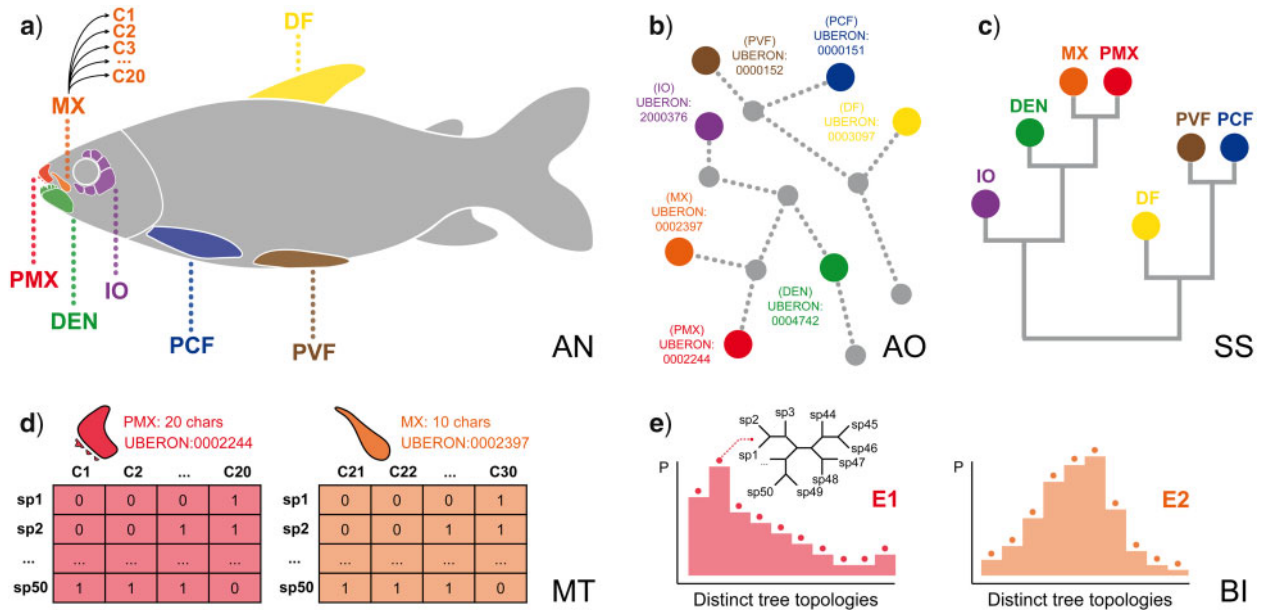 a)
C1
C2
C3
...
C20
MX
DF
PMX
DEN
IO
PCF
PVF
AN
b)
(PVF)
UBERON:
0000152
(PCF)
UBERON:
0000151
(IO)
UBERON:
2000376
(DF)
UBERON:
0003097
(MX)
UBERON:
0002397
(DEN)
UBERON:
0004742
(PMX)
UBERON:
0002244
AO
c)
MX PMX
DEN
PVF PCF
IO
DF
SS
d)
PMX: 20 chars
UBERON:0002244
C1 C2 ... C20
sp1 0 0 0 1
sp2 0 0 1 1
... ... ... ... ...
sp50 1 1 1 0
MX: 10 chars
UBERON:0002397
C21 C22 ... C30
sp1 0 0 0 1
sp2 0 0 1 1
... ... ... ... ...
sp50 1 1 1 0
MT
e)
P
sp3 sp44
sp2 sp45
sp1 sp46
... sp47
sp50 sp49 sp48
E1
Distinct tree topologies
P
E2
Distinct tree topologies
BI